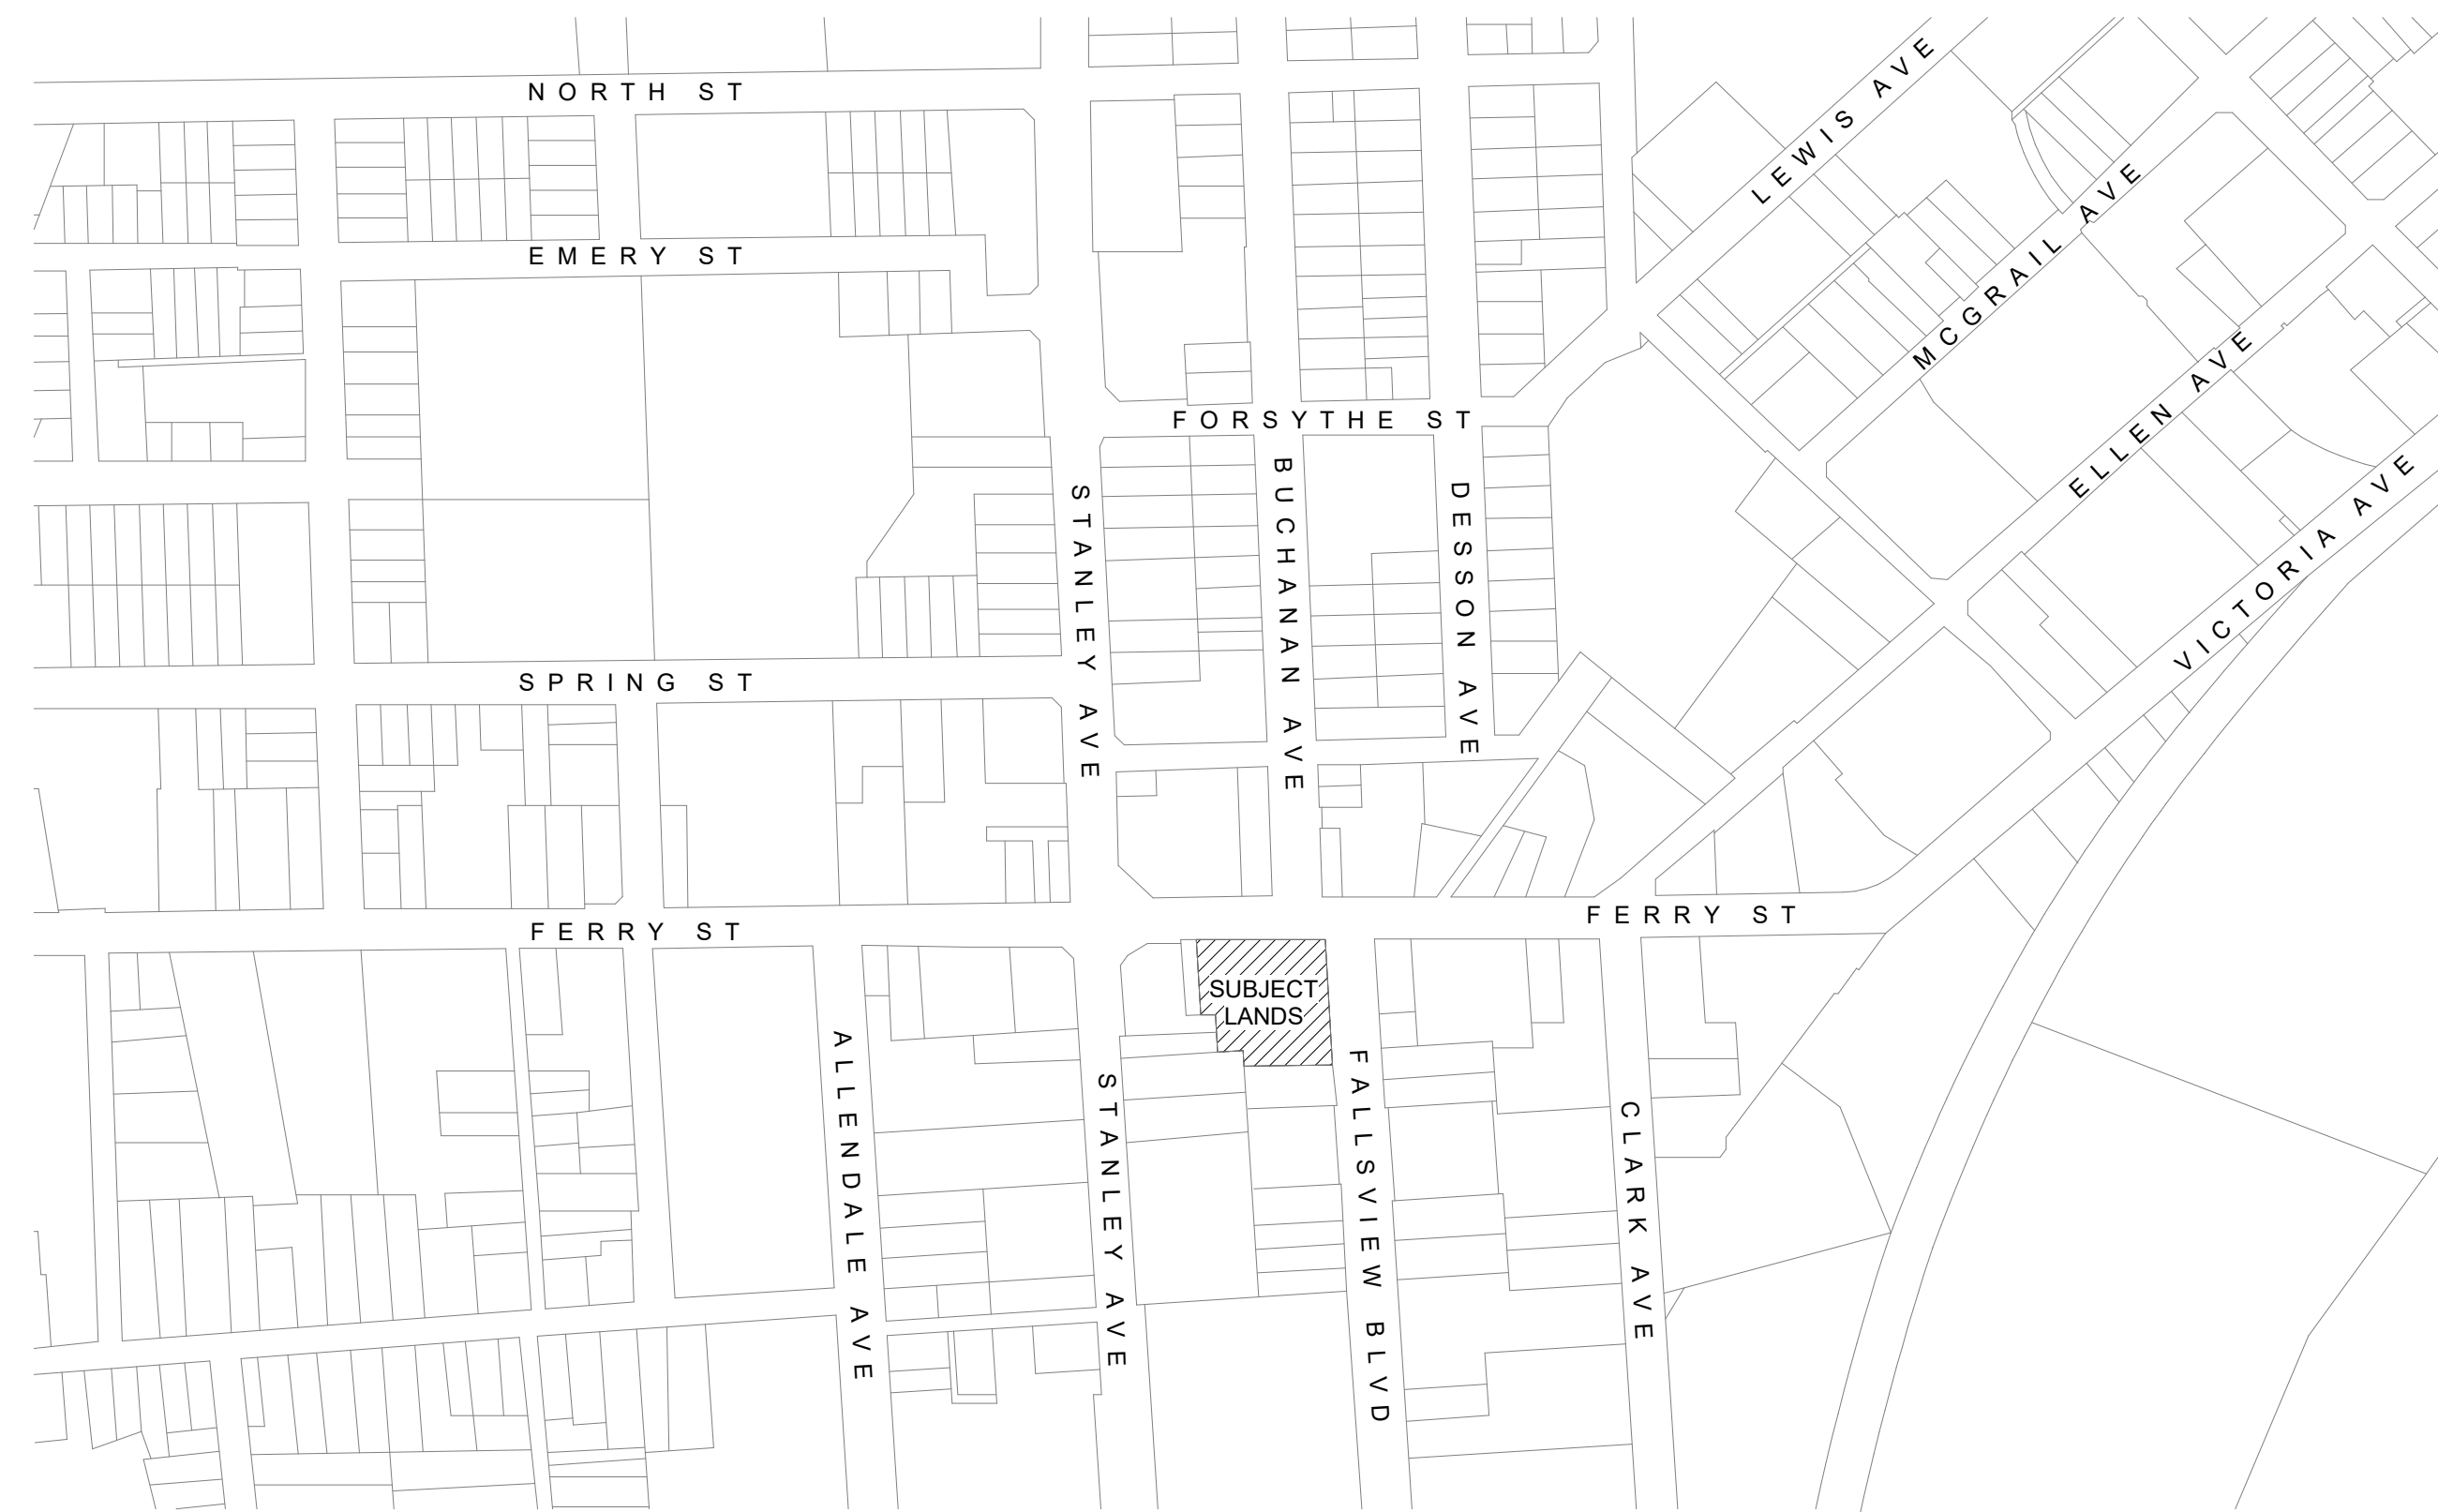 NORTH ST
LEWIS AVE
MCGRAIL AVE
EMERY ST
ELLEN AVE
FORSYTHE ST
VICTORIA AVE
STANLEY AVE
BUCHANAN AVE
DESSON AVE
SPRING ST
FERRY ST
FERRY ST
SUBJECT
LANDS
ALLENDALE AVE
STANLEY AVE
FALLSVIEW BLVD
CLARK AVE